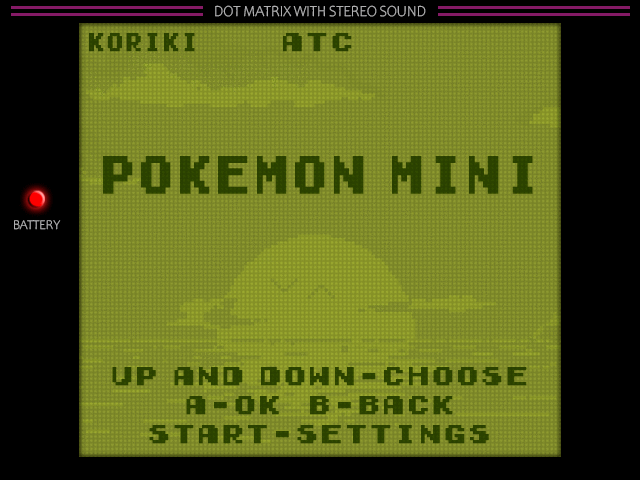 DOT MATRIX WITH STEREO SOUND
KORIKI ATC
POKEMON MINI
BATTERY
UP AND DOWN-CHOOSE
A-OK B-BACK
START-SETTINGS